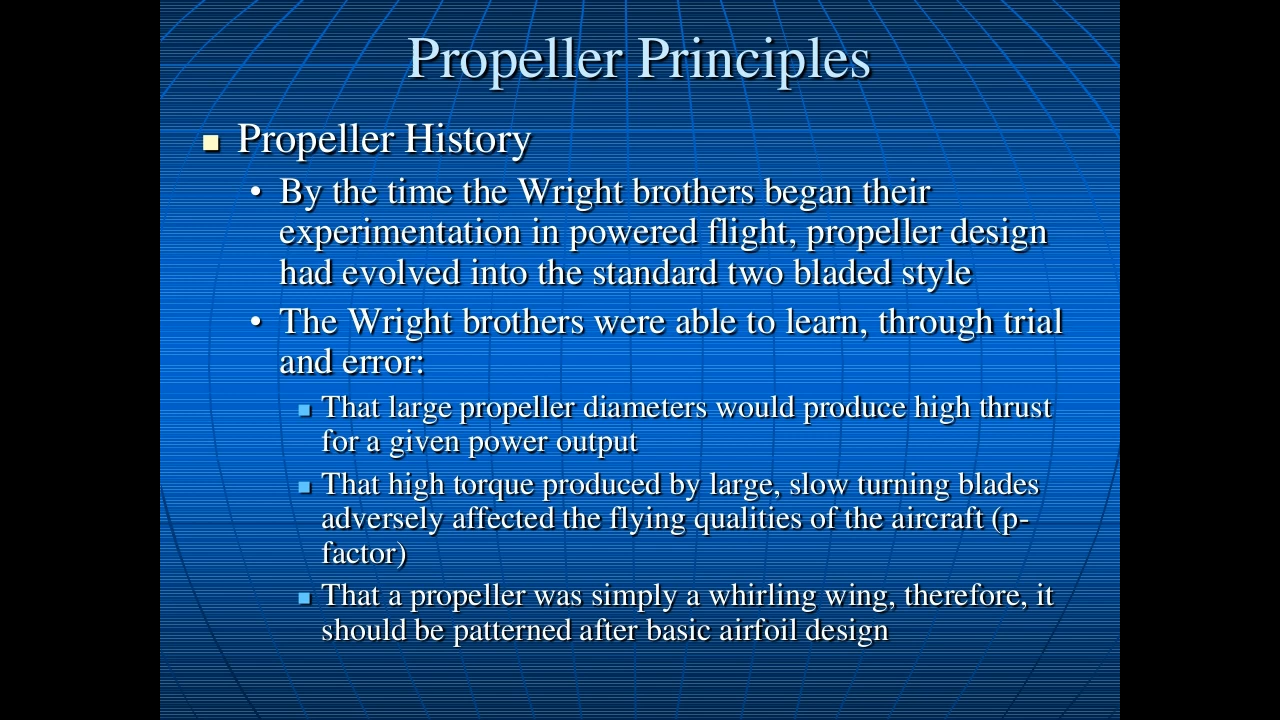 Propeller Principles
Propeller History
By the time the Wright brothers began their
experimentation in powered flight, propeller design
had evolved into the standard two bladed style
The Wright brothers were able to learn, through trial
and error:
That large propeller diameters would produce high thrust
for a given power output
That high torque produced by large, slow turning blades
adversely affected the flying qualities of the aircraft (p-
factor)
That a propeller was simply a whirling wing, therefore, it
should be patterned after basic airfoil design